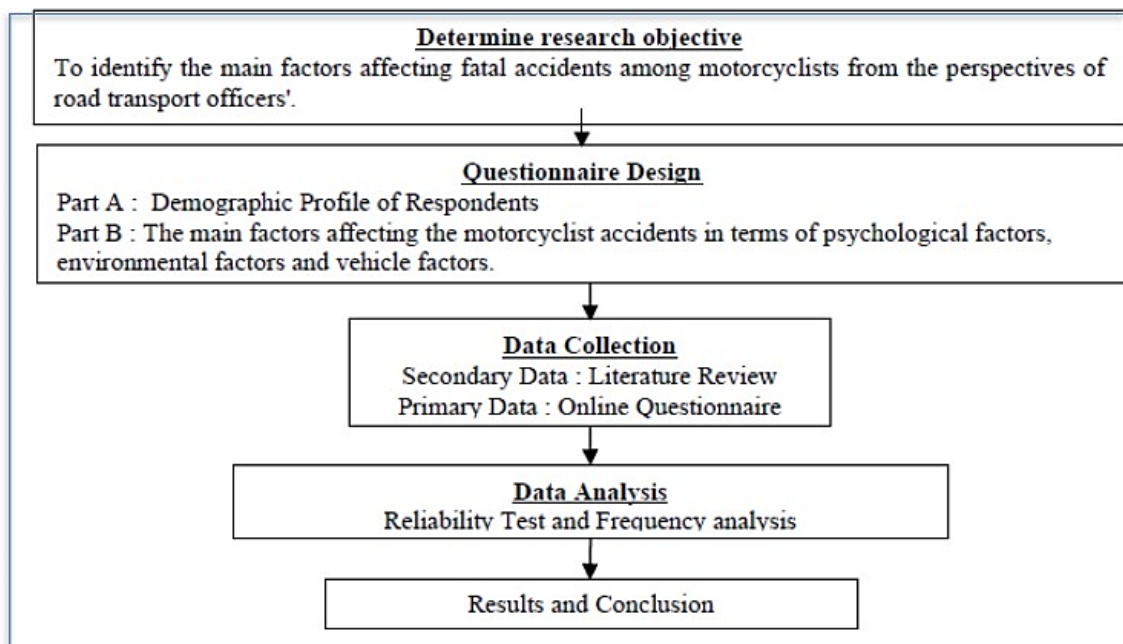 Determine research objective
To identify the main factors affecting fatal accidents among motorcyclists from the perspectives of
road transport officers'.
Questionnaire Design
Part A : Demographic Profile of Respondents
Part B : The main factors affecting the motorcyclist accidents in terms of psychological factors,
environmental factors and vehicle factors.
Data Collection
Secondary Data : Literature Review
Primary Data : Online Questionnaire
Data Analysis
Reliability Test and Frequency analysis
Results and Conclusion